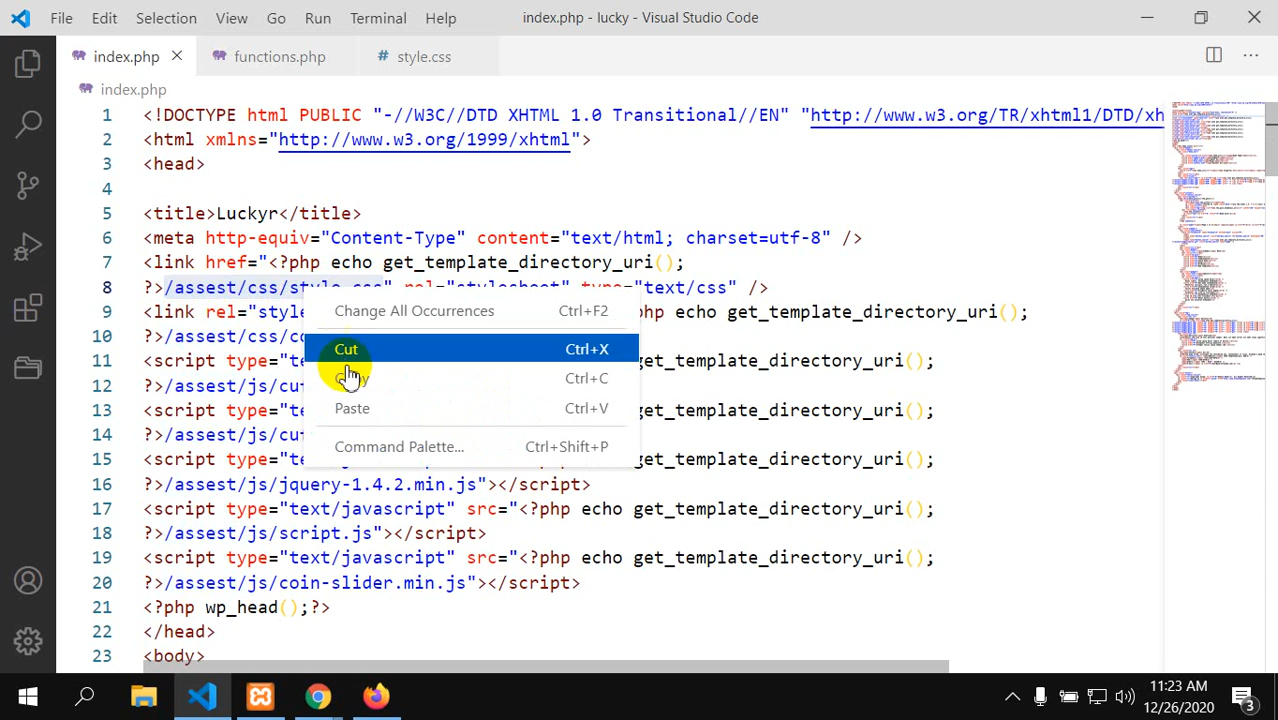 File Edit Selection View Go Run Terminal Help index.php - lucky - Visual Studio Code
index.php functions.php # style.css
index.php
1 <!DOCTYPE html PUBLIC "-//W3C//DTD XHTML 1.0 Transitional//EN" "http://www.w3.org/TR/xhtml1/DTD/xh
2 <html xmlns="http://www.w3.org/1999/xhtml">
3 <head>
4
5 <title>Luckyr</title>
6 <meta http-equiv="Content-Type" content="text/html; charset=utf-8" />
7 <link href="<?php echo get_template_directory_uri();
8 ?>/assest/css/style.css" rel="stylesheet" type="text/css" />
9 <link rel="style hp echo get_template_directory_uri();
10 ?>/assest/css/co
11 <script type="te get_template_directory_uri();
12 ?>/assest/js/cu
13 <script type="te get_template_directory_uri();
14 ?>/assest/js/cu
15 <script type="te get_template_directory_uri();
16 ?>/assest/js/jquery-1.4.2.min.js"></script>
17 <script type="text/javascript" src="<?php echo get_template_directory_uri();
18 ?>/assest/js/script.js"></script>
19 <script type="text/javascript" src="<?php echo get_template_directory_uri();
20 ?>/assest/js/coin-slider.min.js"></script>
21 <?php wp_head();?>
22 </head>
23 <body>
Change All Occurrences Ctrl+F2
Cut Ctrl+X
Ctrl+C
Paste Ctrl+V
Command Palette... Ctrl+Shift+P
11:23 AM
12/26/2020
3